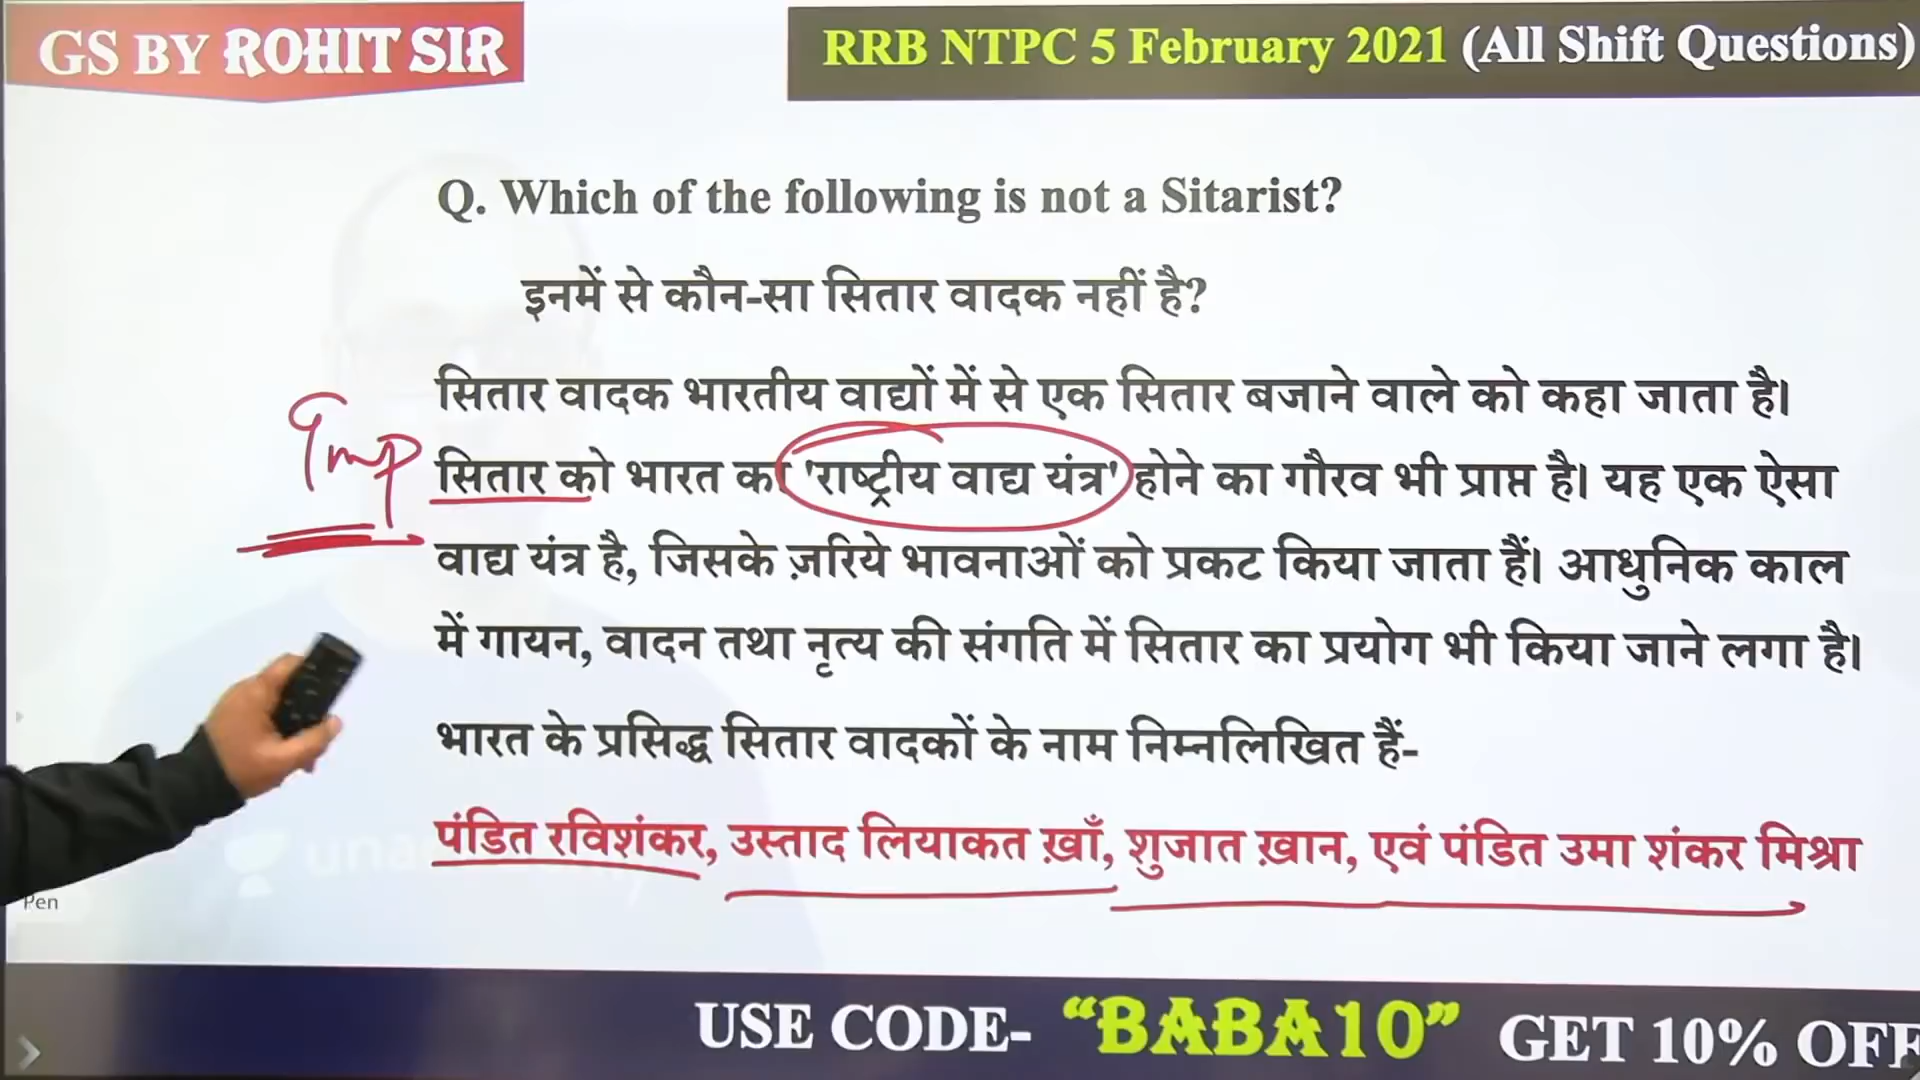 GS BY ROHIT SIR
RRB NTPC 5 February 2021 (All Shift Questions)
Q. Which of the following is not a Sitarist?
इनमें से कौन-सा सितार वादक नहीं है?
सितार वादक भारतीय वाद्यों में से एक सितार बजाने वाले को कहा जाता है।
Imp
सितार को भारत का 'राष्ट्रीय वाद्य यंत्र' होने का गौरव भी प्राप्त है। यह एक ऐसा
वाद्य यंत्र है, जिसके ज़रिये भावनाओं को प्रकट किया जाता हैं। आधुनिक काल
में गायन, वादन तथा नृत्य की संगति में सितार का प्रयोग भी किया जाने लगा है।
भारत के प्रसिद्ध सितार वादकों के नाम निम्नलिखित हैं-
पंडित रविशंकर, उस्ताद लियाकत ख़ाँ, शुजात ख़ान, एवं पंडित उमा शंकर मिश्रा
Pen
USE CODE- “BABA10” GET 10% OFF